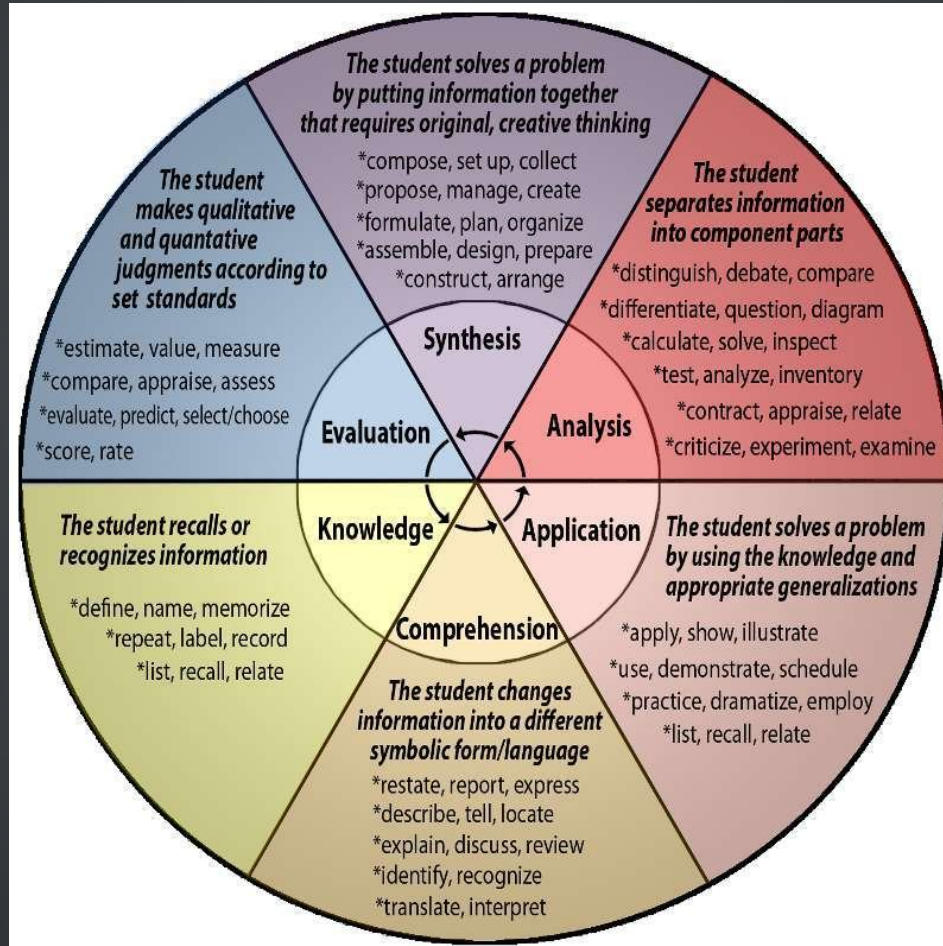 The student solves a problem
by putting information together
that requires original, creative thinking
*compose, set up, collect
*propose, manage, create
*formulate, plan, organize
*assemble, design, prepare
*construct, arrange
Synthesis
The student
separates information
into component parts
*distinguish, debate, compare
*differentiate, question, diagram
*calculate, solve, inspect
*test, analyze, inventory
*contract, appraise, relate
*criticize, experiment, examine
Analysis
The student
makes qualitative
and quantative
judgments according to
set standards
*estimate, value, measure
*compare, appraise, assess
*evaluate, predict, select/choose
*score, rate
Evaluation
The student recalls or
recognizes information
*define, name, memorize
*repeat, label, record
*list, recall, relate
Knowledge
Application
The student solves a problem
by using the knowledge and
appropriate generalizations
*apply, show, illustrate
*use, demonstrate, schedule
*practice, dramatize, employ
*list, recall, relate
Comprehension
The student changes
information into a different
symbolic form/language
*restate, report, express
*describe, tell, locate
*explain, discuss, review
*identify, recognize
*translate, interpret